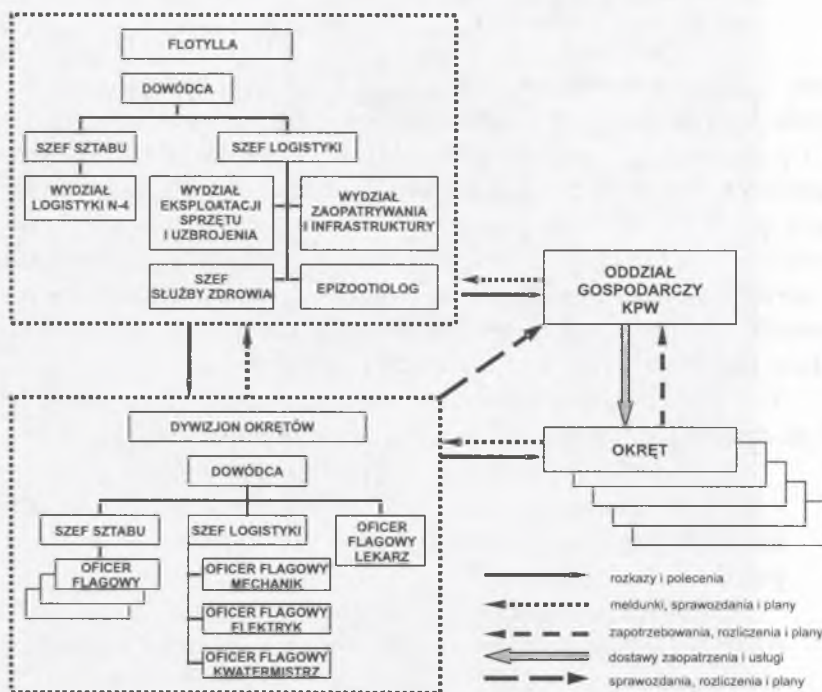 FLOTYLLA
DOWÓDCA
SZEF SZTABU
SZEF LOGISTYKI
WYDZIAŁ
LOGISTYKI N-4
WYDZIAŁ
EKSPLOATACJI
SPRZĘTU
I UZBROJENIA
WYDZIAŁ
ZAOPATRYWANIA
I INFRASTRUKTURY
SZEF
SŁUŻBY ZDROWIA
EPIZOOTIOLOG
ODDZIAŁ
GOSPODARCZY
KPW
DYWIZJON OKRĘTÓW
DOWÓDCA
SZEF SZTABU
SZEF LOGISTYKI
OFICER
FLAGOWY
LEKARZ
OFICER
FLAGOWY
OFICER FLAGOWY
MECHANIK
OFICER FLAGOWY
ELEKTRYK
OFICER FLAGOWY
KWATERMISTRZ
OKRĘT
rozkazy i polecenia
meldunki, sprawozdania i plany
zapotrzebowania, rozliczenia i plany
dostawy zaopatrzenia i usługi
sprawozdania, rozliczenia i plany